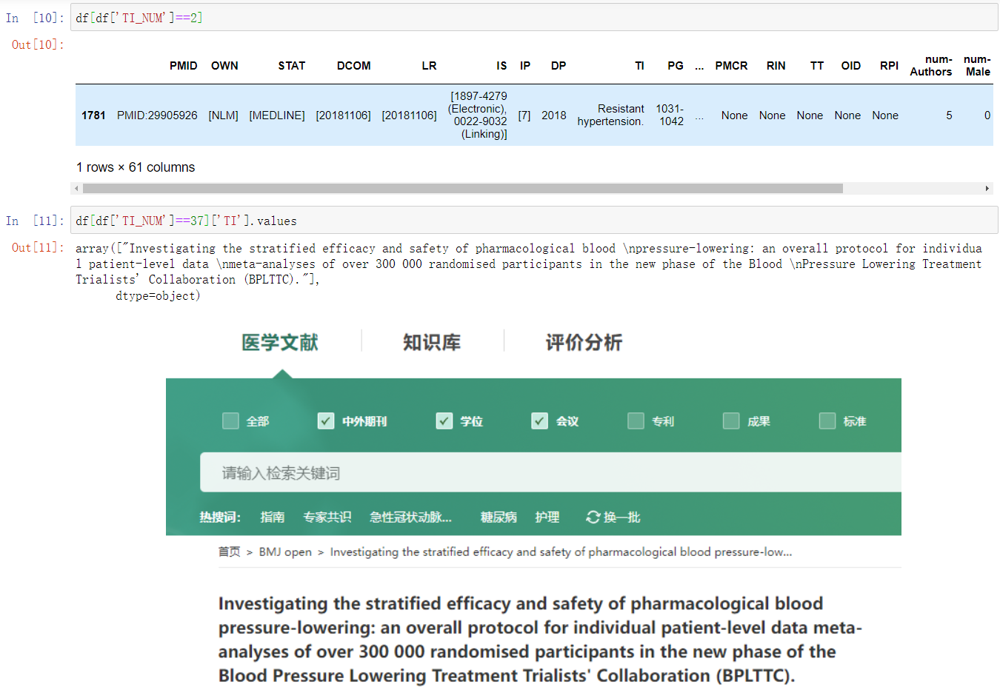 In [10]: df[df['TI_NUM']==2]
Out[10]:
PMID OWN STAT DCOM LR IS IP DP TI PG ... PMCR RIN TT OID RPI num-Authors num-Male
1781 PMID:29905926 [NLM] [MEDLINE] [20181106] [20181106] [1897-4279 (Electronic), 0022-9032 (Linking)] [7] 2018 Resistant hypertension. 1031-1042 ... None None None None None 5 0
1 rows × 61 columns
In [11]: df[df['TI_NUM']==37]['TI'].values
Out[11]: array(["Investigating the stratified efficacy and safety of pharmacological blood \npressure-lowering: an overall protocol for individua
l patient-level data \nmeta-analyses of over 300 000 randomised participants in the new phase of the Blood \nPressure Lowering Treatment
Trialists' Collaboration (BPLTTC)."],
dtype=object)
医学文献 知识库 评价分析
全部 中外期刊 学位 会议 专利 成果 标准
请输入检索关键词
热搜词: 指南 专家共识 急性冠状动脉... 糖尿病 护理 换一批
首页 > BMJ open > Investigating the stratified efficacy and safety of pharmacological blood pressure-low...
Investigating the stratified efficacy and safety of pharmacological blood
pressure-lowering: an overall protocol for individual patient-level data meta-
analyses of over 300 000 randomised participants in the new phase of the
Blood Pressure Lowering Treatment Trialists' Collaboration (BPLTTC).